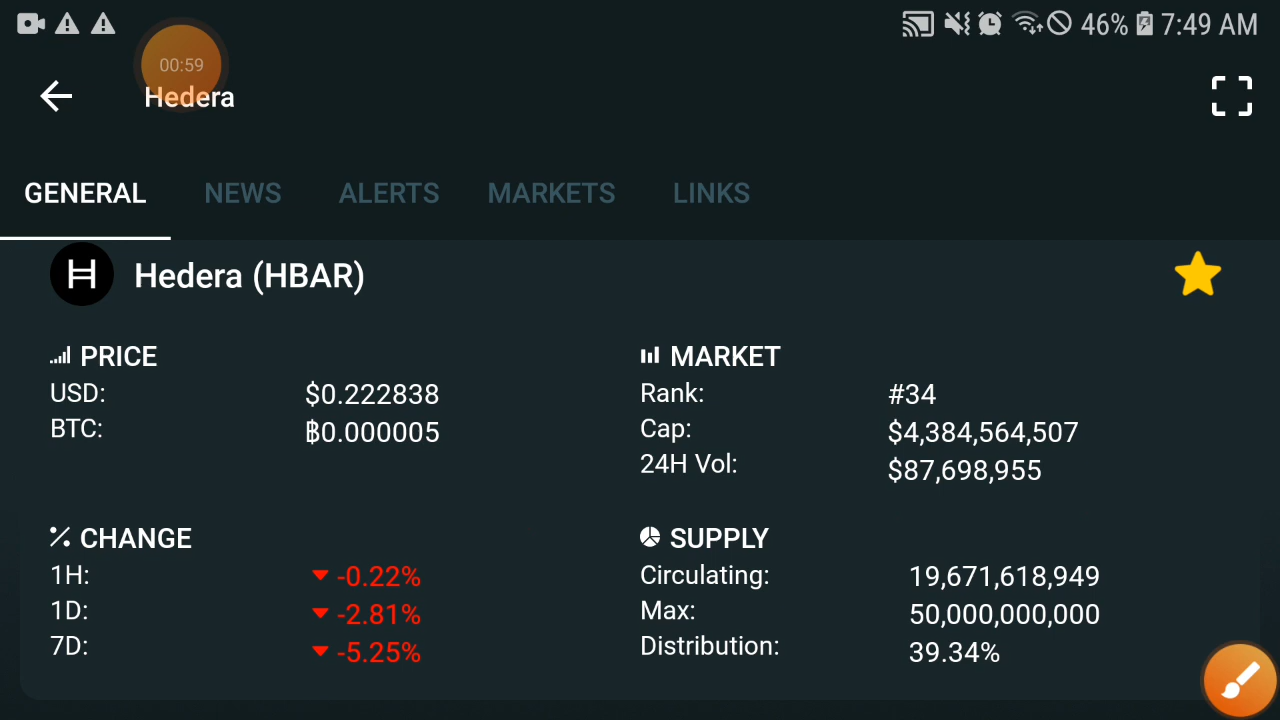 46% 7:49 AM
00:59
Hedera
GENERAL NEWS ALERTS MARKETS LINKS
H Hedera (HBAR)
PRICE
USD: $0.222838
BTC: ₿0.000005
MARKET
Rank: #34
Cap: $4,384,564,507
24H Vol: $87,698,955
CHANGE
1H: -0.22%
1D: -2.81%
7D: -5.25%
SUPPLY
Circulating: 19,671,618,949
Max: 50,000,000,000
Distribution: 39.34%